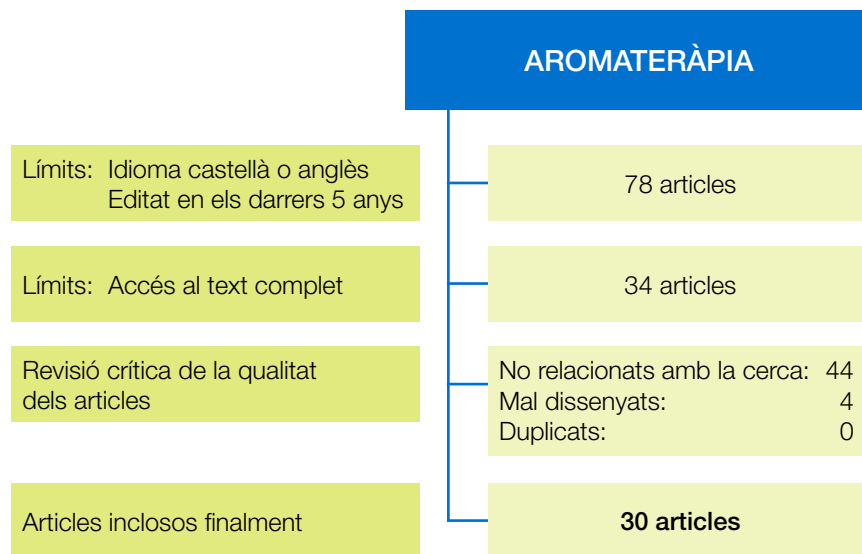 AROMATERÀPIA
Límits: Idioma castellà o anglès
Editat en els darrers 5 anys
78 articles
Límits: Accés al text complet
34 articles
Revisió crítica de la qualitat
dels articles
No relacionats amb la cerca: 44
Mal dissenyats: 4
Duplicats: 0
Articles inclosos finalment
30 articles